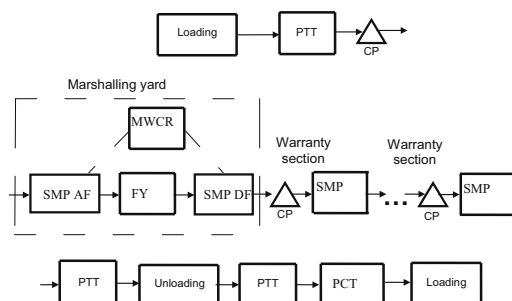 Loading
PTT
CP
Marshalling yard
MWCR
Warranty
section
Warranty
section
SMP AF
FY
SMP DF
CP
SMP
...
CP
SMP
PTT
Unloading
PTT
PCT
Loading